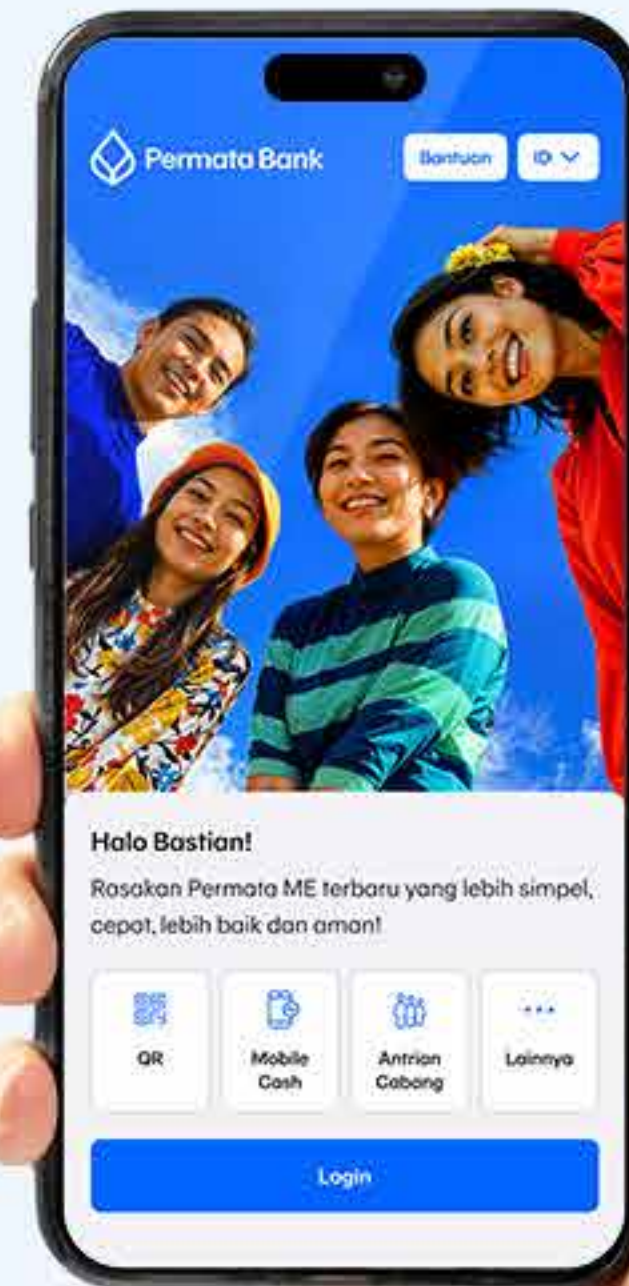 Permata Bank
Bantuan
ID
Halo Bastian!
Rasakan Permata ME terbaru yang lebih simpel,
cepat, lebih baik dan aman!
QR
Mobile
Cash
Antrian
Cabang
Lainnya
Login